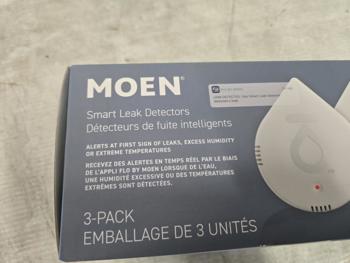 MOEN®
Smart Leak Detectors
Détecteurs de fuite intelligents
ALERTS AT FIRST SIGN OF LEAKS, EXCESS HUMIDITY
OR EXTREME TEMPERATURES
RECEVEZ DES ALERTES EN TEMPS RÉEL PAR LE BIAIS
DE L'APPLI FLO BY MOEN LORSQUE DE L'EAU,
UNE HUMIDITÉ EXCESSIVE OU DES TEMPÉRATURES
EXTRÊMES SONT DÉTECTÉES.
3-PACK
EMBALLAGE DE 3 UNITÉS